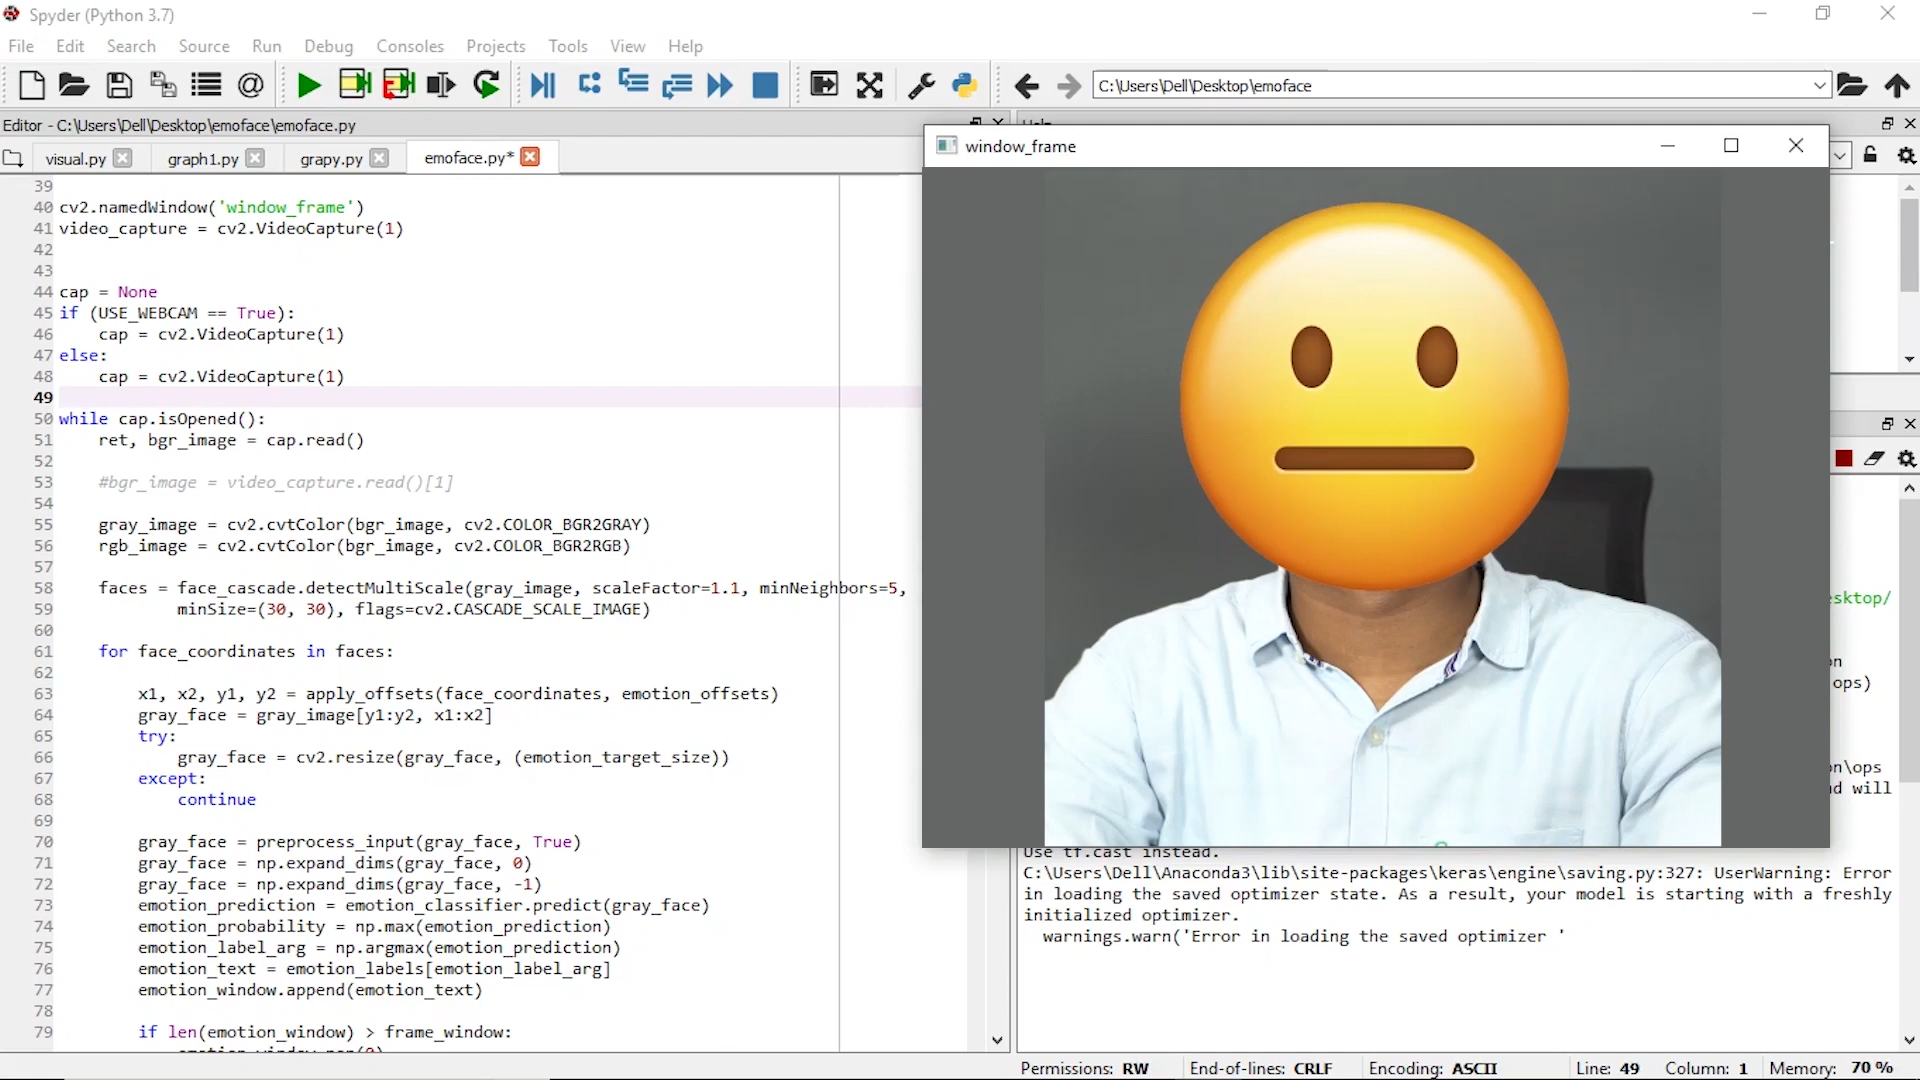 Spyder (Python 3.7)
File Edit Search Source Run Debug Consoles Projects Tools View Help
C:\Users\Dell\Desktop\emoface
Editor - C:\Users\Dell\Desktop\emoface\emoface.py
visual.py graph1.py grapy.py emoface.py*
39
40 cv2.namedWindow('window_frame')
41 video_capture = cv2.VideoCapture(1)
42
43
44 cap = None
45 if (USE_WEBCAM == True):
46 cap = cv2.VideoCapture(1)
47 else:
48 cap = cv2.VideoCapture(1)
49
50 while cap.isOpened():
51 ret, bgr_image = cap.read()
52
53 #bgr_image = video_capture.read()[1]
54
55 gray_image = cv2.cvtColor(bgr_image, cv2.COLOR_BGR2GRAY)
56 rgb_image = cv2.cvtColor(bgr_image, cv2.COLOR_BGR2RGB)
57
58 faces = face_cascade.detectMultiScale(gray_image, scaleFactor=1.1, minNeighbors=5,
59 minSize=(30, 30), flags=cv2.CASCADE_SCALE_IMAGE)
60
61 for face_coordinates in faces:
62
63 x1, x2, y1, y2 = apply_offsets(face_coordinates, emotion_offsets)
64 gray_face = gray_image[y1:y2, x1:x2]
65 try:
66 gray_face = cv2.resize(gray_face, (emotion_target_size))
67 except:
68 continue
69
70 gray_face = preprocess_input(gray_face, True)
71 gray_face = np.expand_dims(gray_face, 0)
72 gray_face = np.expand_dims(gray_face, -1)
73 emotion_prediction = emotion_classifier.predict(gray_face)
74 emotion_probability = np.max(emotion_prediction)
75 emotion_label_arg = np.argmax(emotion_prediction)
76 emotion_text = emotion_labels[emotion_label_arg]
77 emotion_window.append(emotion_text)
78
79 if len(emotion_window) > frame_window:
window_frame
sktop/
ops)
\ops
will
Use tf.cast instead.
C:\Users\Dell\Anaconda3\lib\site-packages\keras\engine\saving.py:327: UserWarning: Error
in loading the saved optimizer state. As a result, your model is starting with a freshly
initialized optimizer.
warnings.warn('Error in loading the saved optimizer '
Permissions: RW End-of-lines: CRLF Encoding: ASCII Line: 49 Column: 1 Memory: 70 %